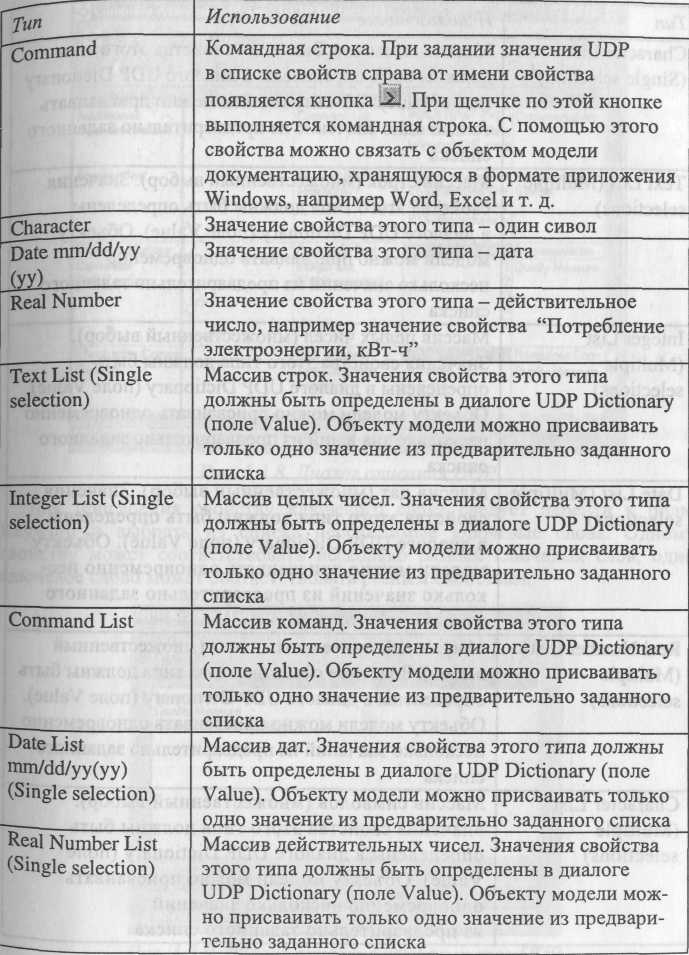 Тип
Использование
Command
Командная строка. При задании значения UDP
в списке свойств справа от имени свойства
появляется кнопка. При щелчке по этой кнопке
выполняется командная строка. С помощью этого
свойства можно связать с объектом модели
документацию, хранящуюся в формате приложения
Windows, например Word, Excel и т. д.
Character
Значение свойства этого типа – один сивол
Date mm/dd/yy
(yy)
Значение свойства этого типа – дата
Real Number
Значение свойства этого типа – действительное
число, например значение свойства “Потребление
электроэнергии, кВт-ч”
Text List (Single
selection)
Массив строк. Значения свойства этого типа
должны быть определены в диалоге UDP Dictionary
(поле Value). Объекту модели можно присваивать
только одно значение из предварительно заданного
списка
Integer List (Single
selection)
Массив целых чисел. Значения свойства этого типа
должны быть определены в диалоге UDP Dictionary
(поле Value). Объекту модели можно присваивать
только одно значение из предварительно заданного
списка
Command List
Массив команд. Значения свойства этого типа
должны быть определены в диалоге UDP Dictionary
(поле Value). Объекту модели можно присваивать
только одно значение из предварительно заданного
списка
Date List
mm/dd/yy(yy)
(Single selection)
Массив дат. Значения свойства этого типа должны
быть определены в диалоге UDP Dictionary (поле
Value). Объекту модели можно присваивать только
одно значение из предварительно заданного списка
Real Number List
(Single selection)
Массив действительных чисел. Значения свойства
этого типа должны быть определены в диалоге
UDP Dictionary (поле Value). Объекту модели мож-
но присваивать только одно значение из предвари-
тельно заданного списка